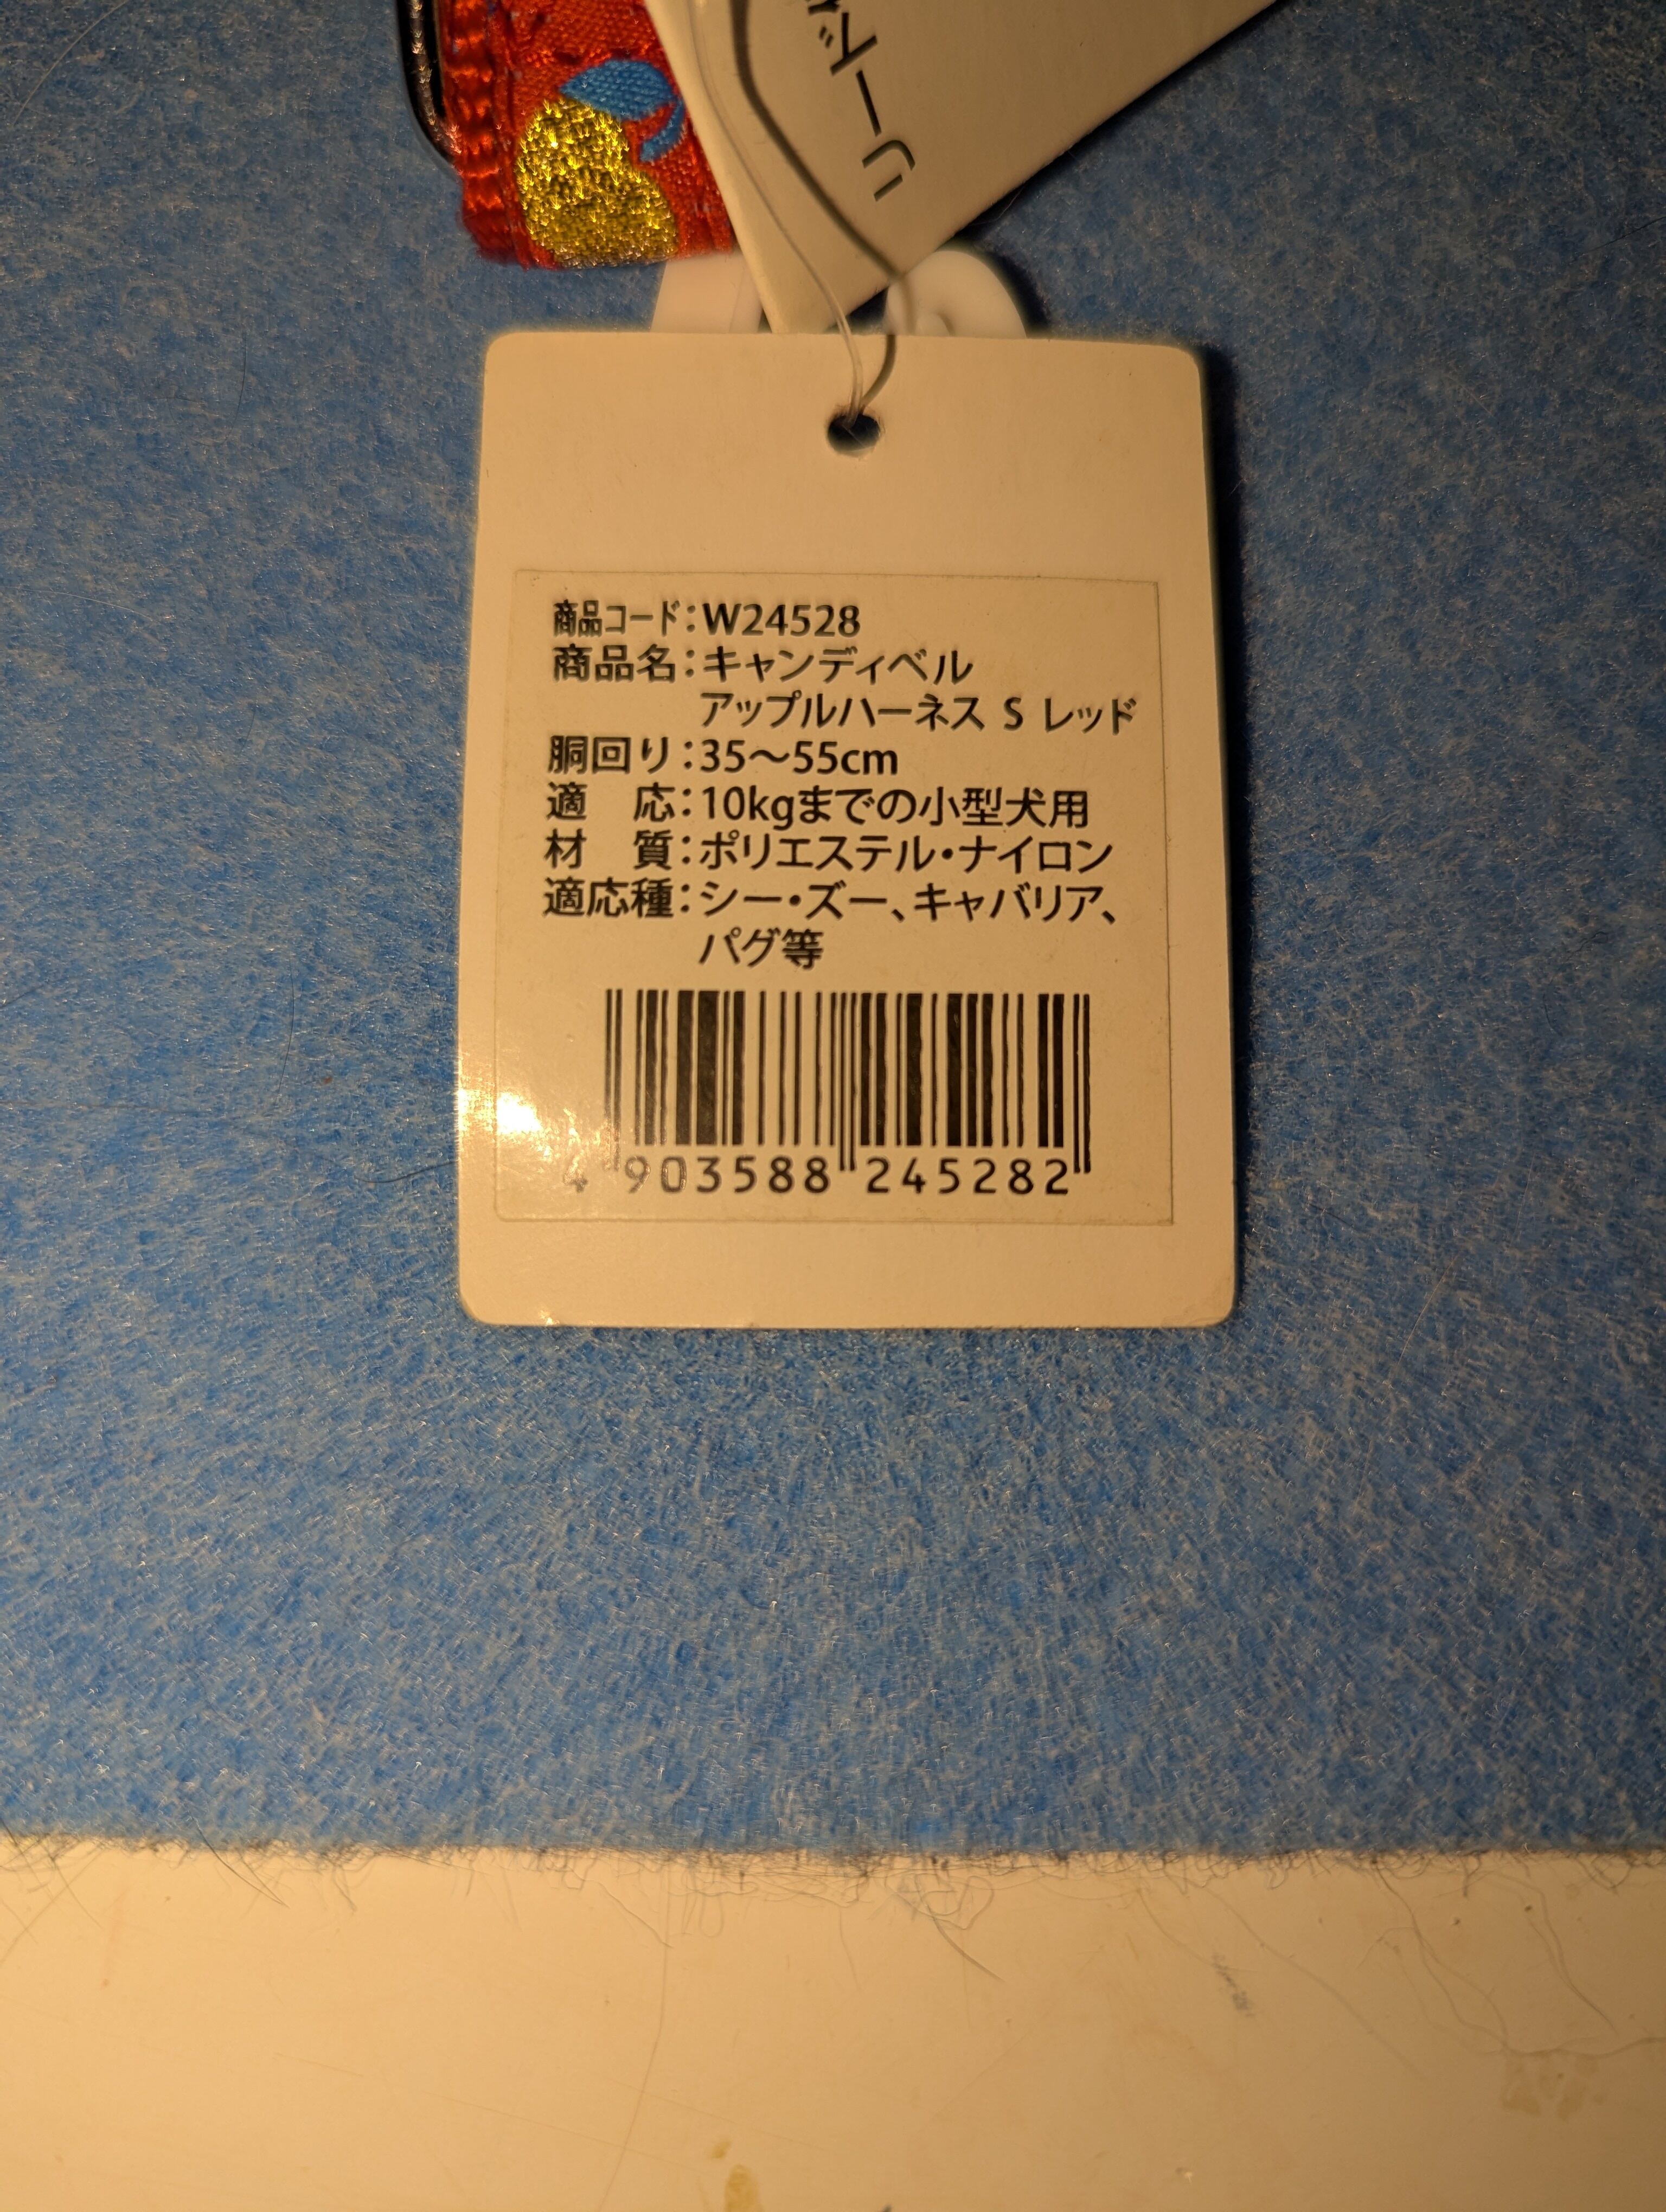 リード
商品コード：W24528
商品名：キャンディベル
アップルハーネス S レッド
胴回り：35～55cm
適　応：10kgまでの小型犬用
材　質：ポリエステル・ナイロン
適応種：シー・ズー、キャバリア、
パグ等
4 903588 245282